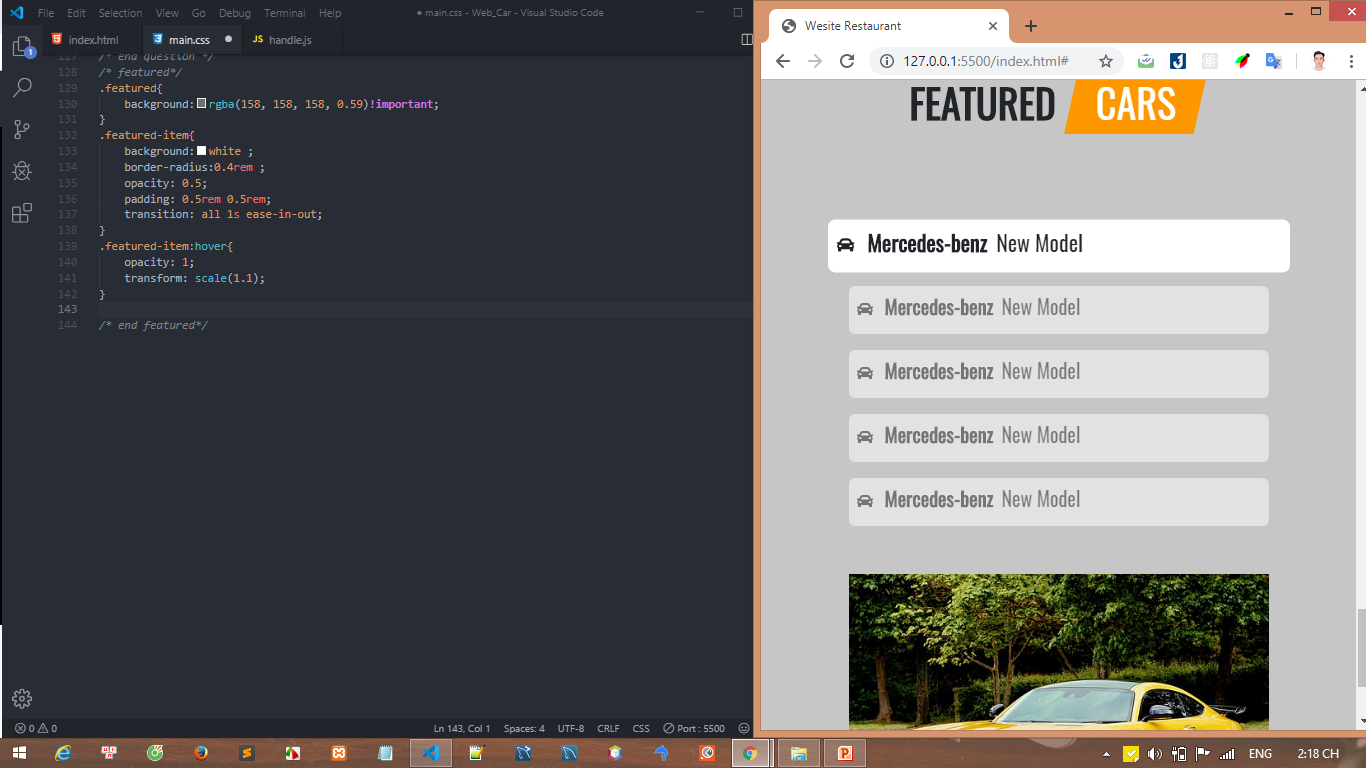 File Edit Selection View Go Debug Terminal Help
● main.css - Web_Car - Visual Studio Code
index.html
main.css ●
JS handle.js
1
127 /* end question */
128 /* featured*/
129 .featured{
130 background: rgba(158, 158, 158, 0.59)!important;
131 }
132 .featured-item{
133 background: white ;
134 border-radius:0.4rem ;
135 opacity: 0.5;
136 padding: 0.5rem 0.5rem;
137 transition: all 1s ease-in-out;
138 }
139 .featured-item:hover{
140 opacity: 1;
141 transform: scale(1.1);
142 }
143
144 /* end featured*/
0 0
Ln 143, Col 1 Spaces: 4 UTF-8 CRLF CSS Port : 5500
Wesite Restaurant
127.0.0.1:5500/index.html#
FEATURED CARS
Mercedes-benz New Model
Mercedes-benz New Model
Mercedes-benz New Model
Mercedes-benz New Model
Mercedes-benz New Model
ENG 2:18 CH